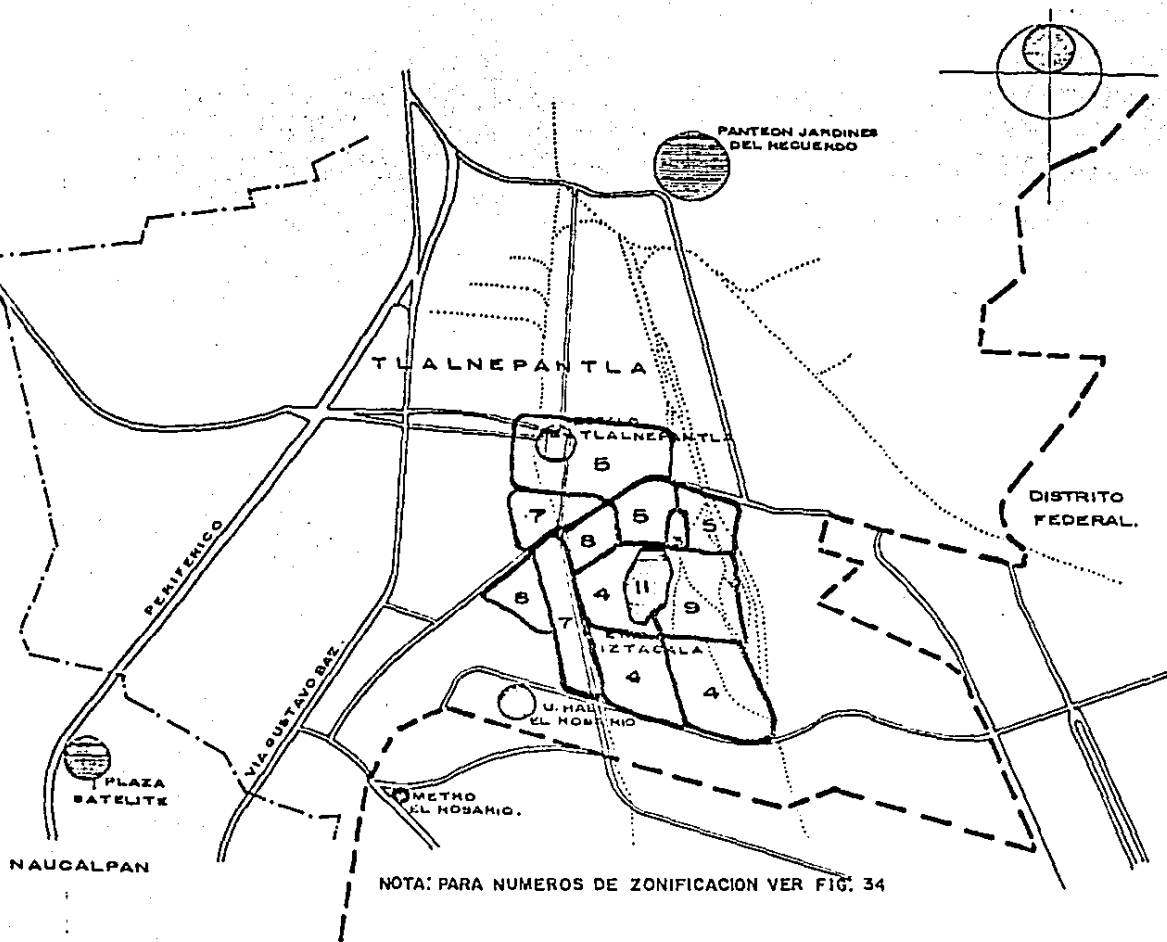 PANTEON JARDINES
DEL RECUERDO
TLALNEPANTLA
TLALNEPANTLA
5
7
8
5
3
5
DISTRITO
FEDERAL.
PERIFERICO
8
7
4
11
9
IZTACALA
4
4
VIA GUSTAVO BAZ.
U. HAB.
EL ROSARIO
PLAZA
SATELITE
METRO
EL ROSARIO.
NAUCALPAN
NOTA: PARA NUMEROS DE ZONIFICACION VER FIG. 34